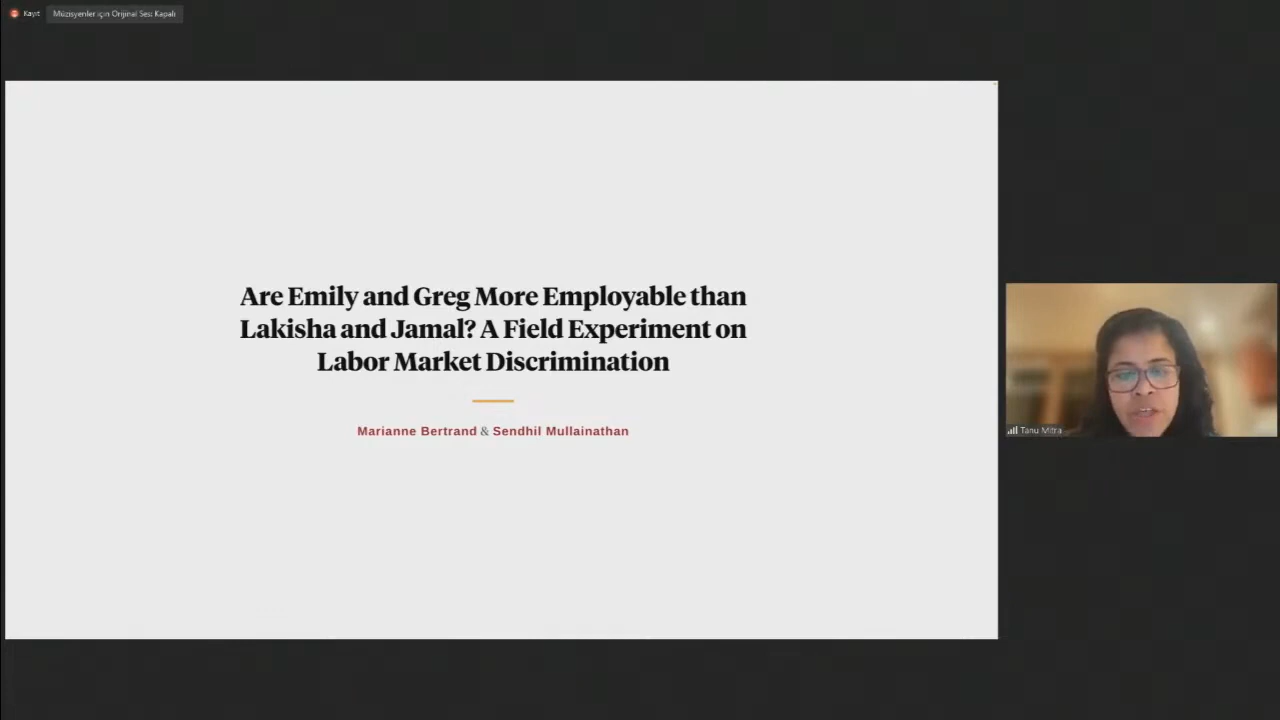 Kayıt
Müzisyenler için Orijinal Sesi Kapalı
Are Emily and Greg More Employable than
Lakisha and Jamal? A Field Experiment on
Labor Market Discrimination
Marianne Bertrand & Sendhil Mullainathan
Tanu Mitra